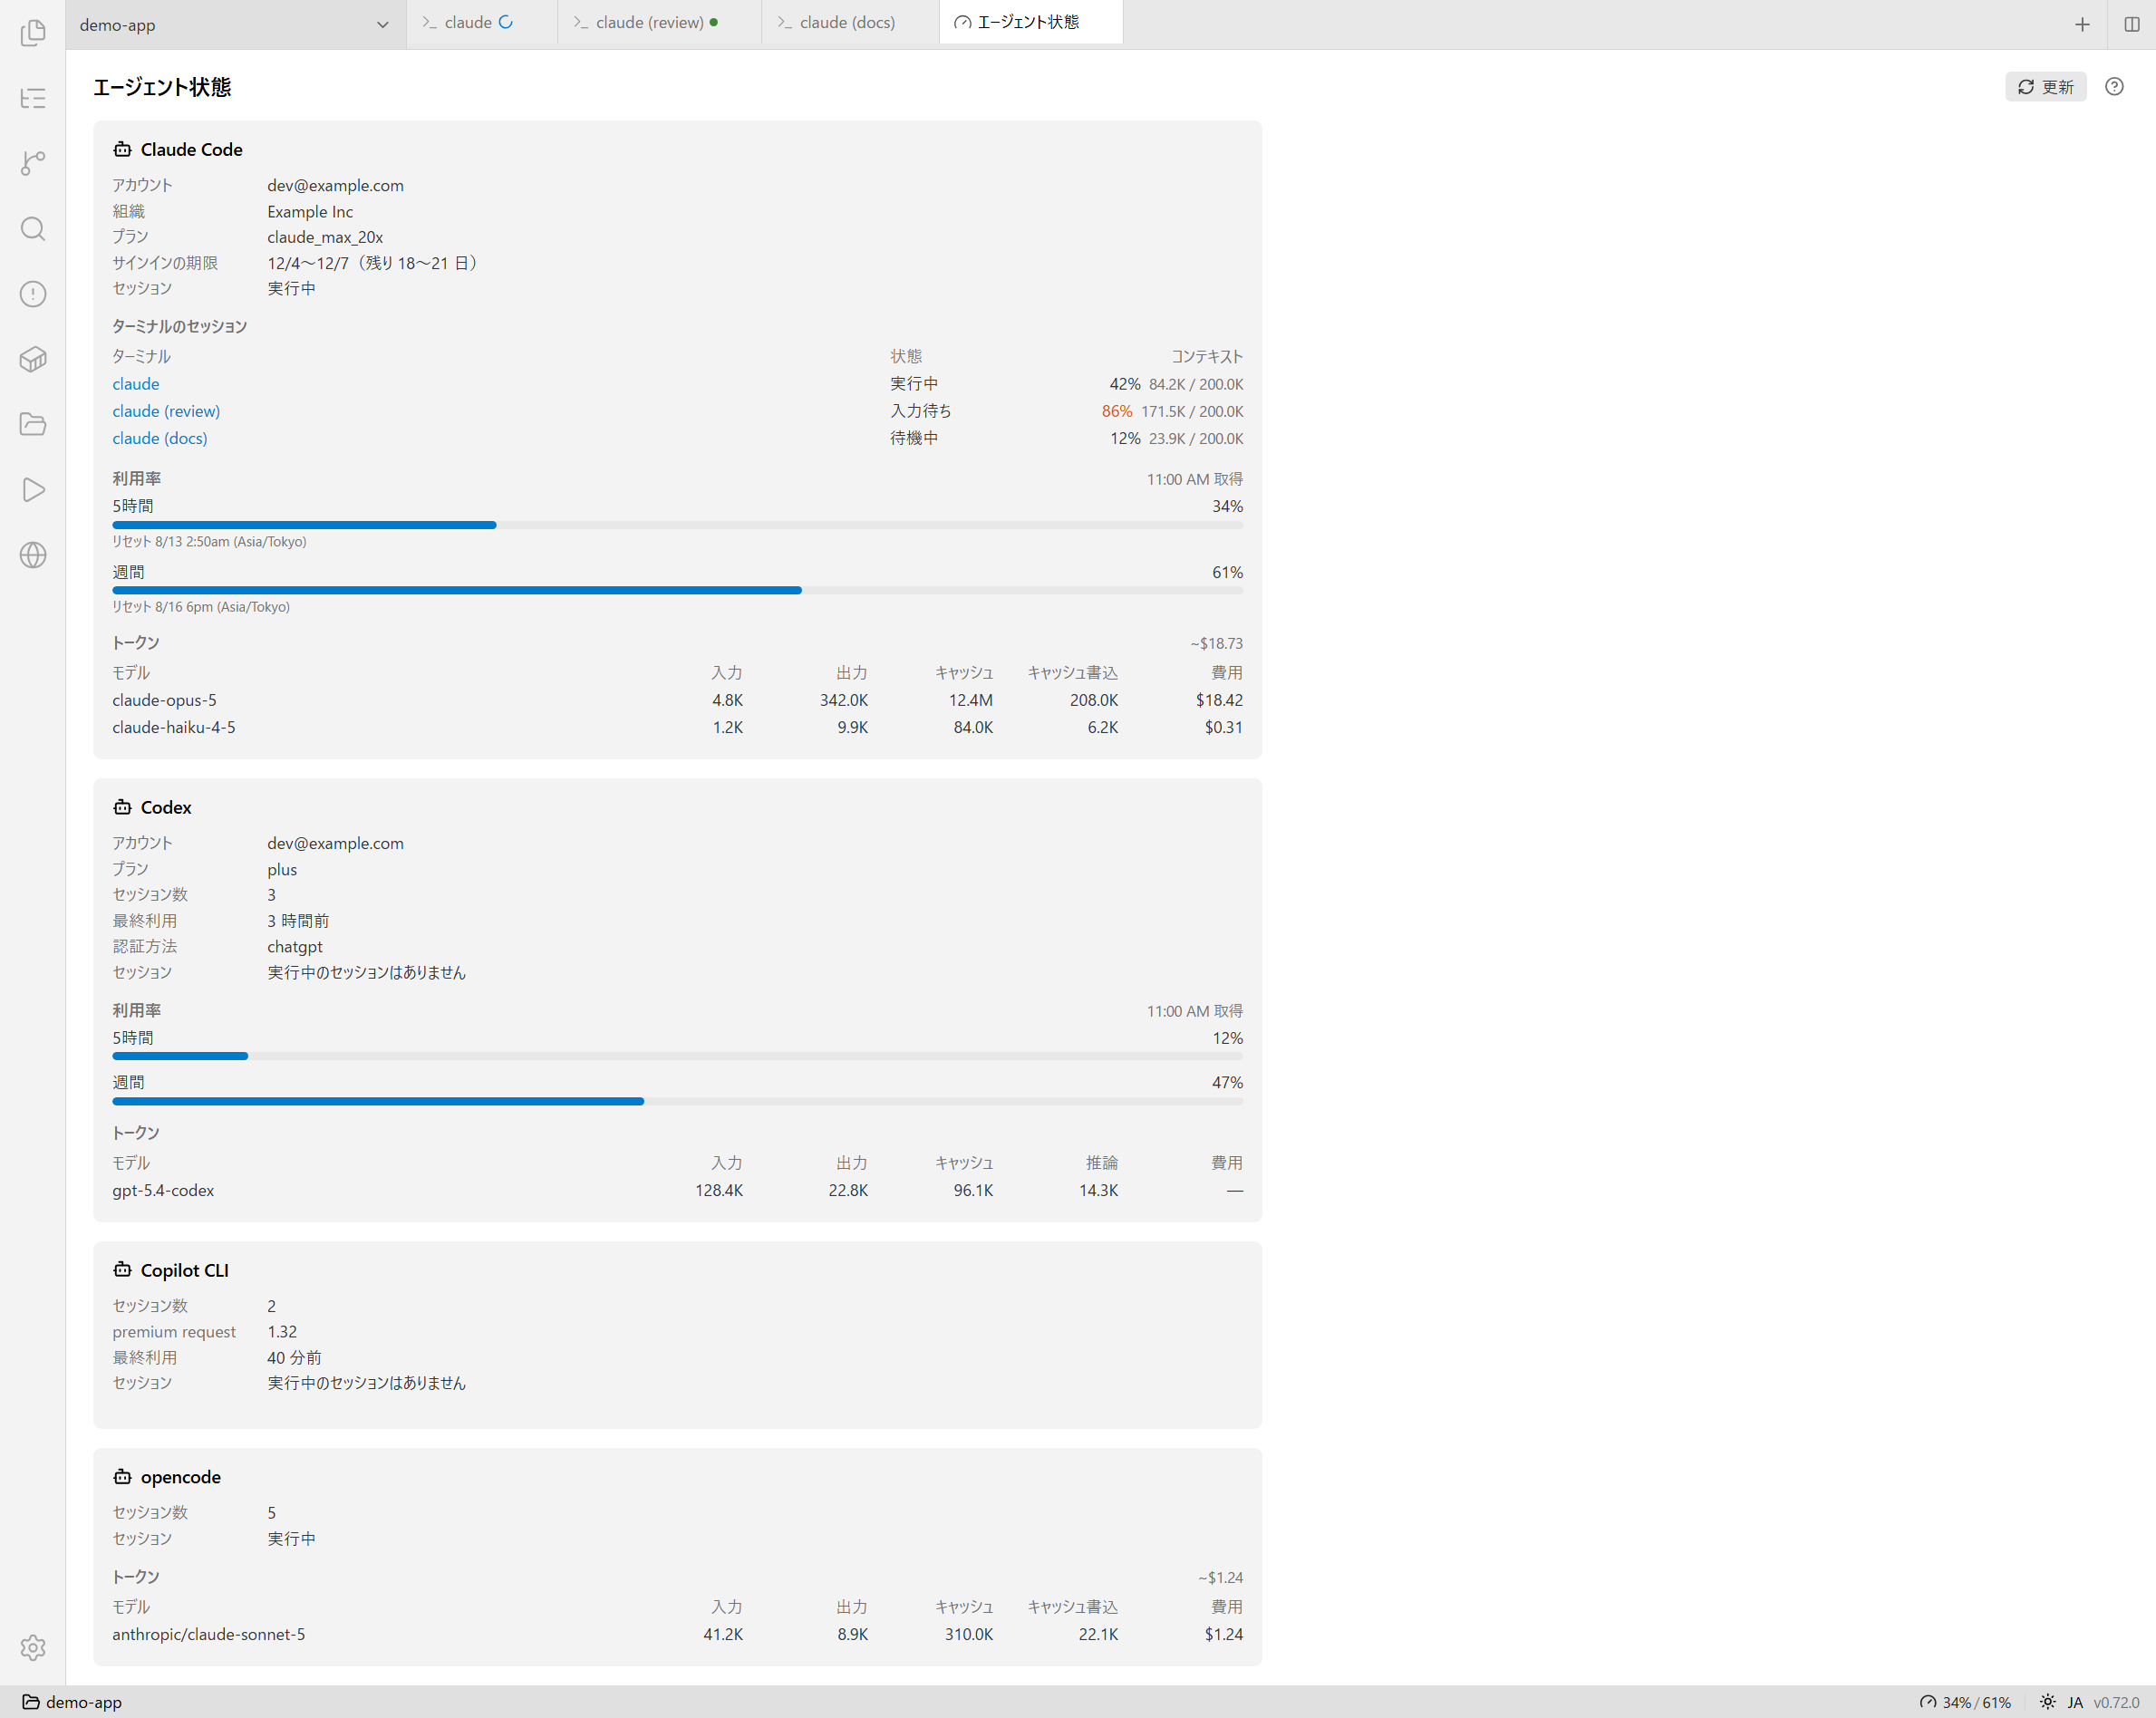 demo-app
claude
claude (review)
claude (docs)
エージェント状態
エージェント状態
更新
Claude Code
アカウント dev@example.com
組織 Example Inc
プラン claude_max_20x
サインインの期限 12/4〜12/7（残り 18〜21 日）
セッション 実行中
ターミナルのセッション
ターミナル 状態 コンテキスト
claude 実行中 42% 84.2K / 200.0K
claude (review) 入力待ち 86% 171.5K / 200.0K
claude (docs) 待機中 12% 23.9K / 200.0K
利用率 11:00 AM 取得
5時間 34%
リセット 8/13 2:50am (Asia/Tokyo)
週間 61%
リセット 8/16 6pm (Asia/Tokyo)
トークン ~$18.73
モデル 入力 出力 キャッシュ キャッシュ書込 費用
claude-opus-5 4.8K 342.0K 12.4M 208.0K $18.42
claude-haiku-4-5 1.2K 9.9K 84.0K 6.2K $0.31
Codex
アカウント dev@example.com
プラン plus
セッション数 3
最終利用 3 時間前
認証方法 chatgpt
セッション 実行中のセッションはありません
利用率 11:00 AM 取得
5時間 12%
週間 47%
トークン
モデル 入力 出力 キャッシュ 推論 費用
gpt-5.4-codex 128.4K 22.8K 96.1K 14.3K —
Copilot CLI
セッション数 2
premium request 1.32
最終利用 40 分前
セッション 実行中のセッションはありません
opencode
セッション数 5
セッション 実行中
トークン ~$1.24
モデル 入力 出力 キャッシュ キャッシュ書込 費用
anthropic/claude-sonnet-5 41.2K 8.9K 310.0K 22.1K $1.24
demo-app 34% / 61% JA v0.72.0